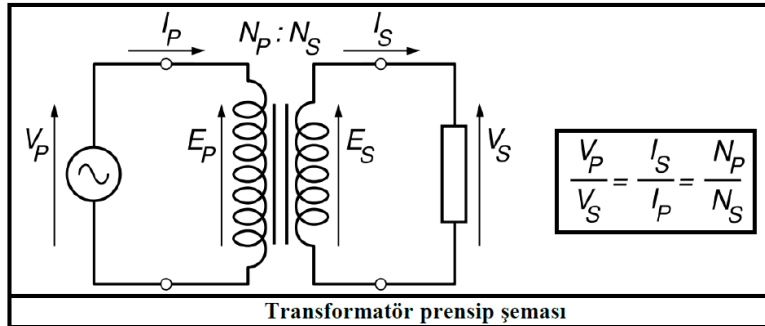 I_P N_P : N_S I_S
V_P E_P E_S V_S
V_P/V_S = I_S/I_P = N_P/N_S
Transformatör prensip şeması